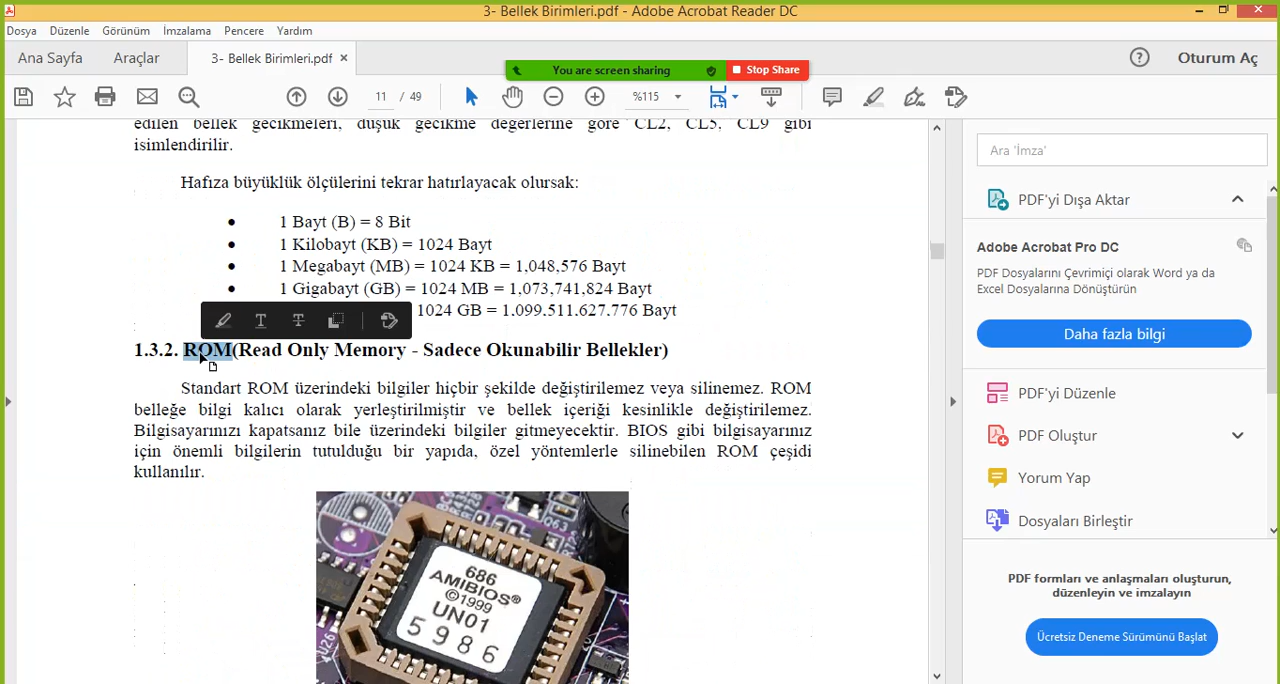 3- Bellek Birimleri.pdf - Adobe Acrobat Reader DC
Dosya Düzenle Görünüm İmzalama Pencere Yardım
Ana Sayfa Araçlar 3- Bellek Birimleri.pdf × Oturum Aç
You are screen sharing Stop Share
11 / 49 %115
edilen bellek gecikmeleri, düşük gecikme değerlerine göre CL2, CL5, CL9 gibi
isimlendirilir.
Hafıza büyüklük ölçülerini tekrar hatırlayacak olursak:
• 1 Bayt (B) = 8 Bit
• 1 Kilobayt (KB) = 1024 Bayt
• 1 Megabayt (MB) = 1024 KB = 1,048,576 Bayt
• 1 Gigabayt (GB) = 1024 MB = 1,073,741,824 Bayt
1024 GB = 1.099.511.627.776 Bayt
1.3.2. ROM(Read Only Memory - Sadece Okunabilir Bellekler)
Standart ROM üzerindeki bilgiler hiçbir şekilde değiştirilemez veya silinemez. ROM
belleğe bilgi kalıcı olarak yerleştirilmiştir ve bellek içeriği kesinlikle değiştirilemez.
Bilgisayarınızı kapatsanız bile üzerindeki bilgiler gitmeyecektir. BIOS gibi bilgisayarınız
için önemli bilgilerin tutulduğu bir yapıda, özel yöntemlerle silinebilen ROM çeşidi
kullanılır.
686
AMIBIOS®
©1999
UN01
5986
U26
Ara 'İmza'
PDF'yi Dışa Aktar
Adobe Acrobat Pro DC
PDF Dosyalarını Çevrimiçi olarak Word ya da
Excel Dosyalarına Dönüştürün
Daha fazla bilgi
PDF'yi Düzenle
PDF Oluştur
Yorum Yap
Dosyaları Birleştir
PDF formları ve anlaşmaları oluşturun,
düzenleyin ve imzalayın
Ücretsiz Deneme Sürümünü Başlat